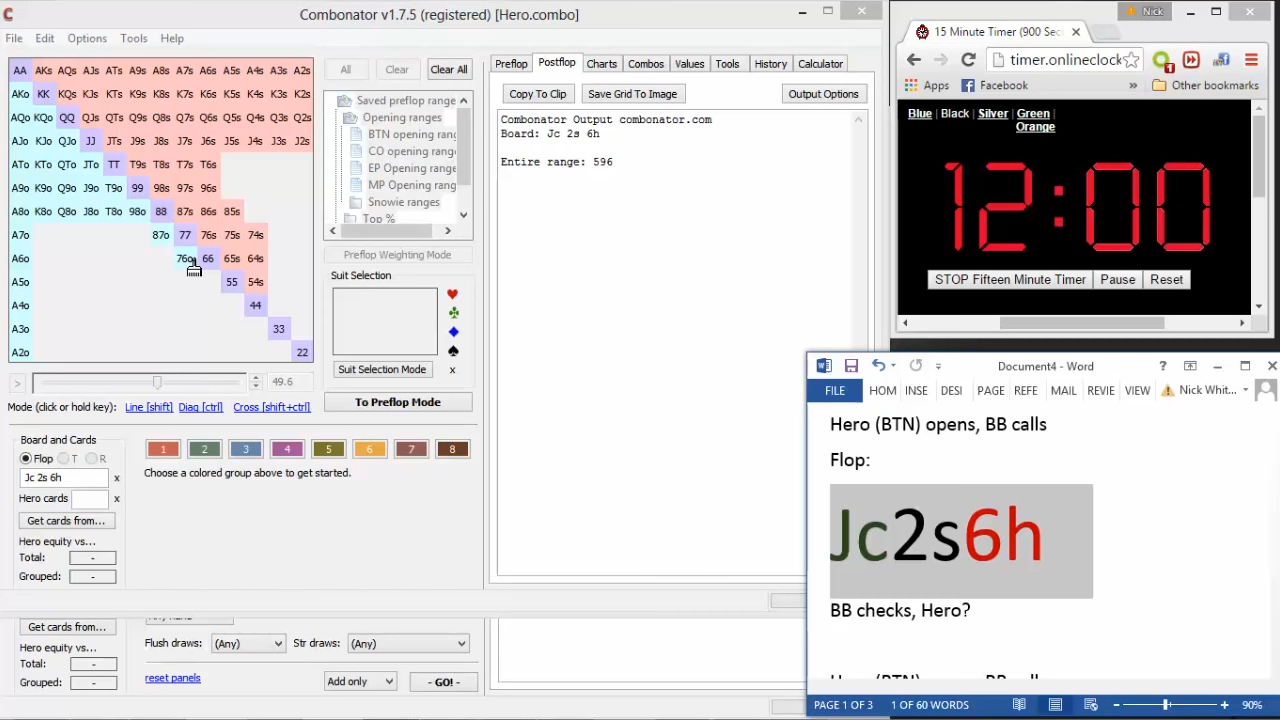 Combonator v1.7.5 (registered) [Hero.combo]
File Edit Options Tools Help
AA AKs AQs AJs ATs A9s A8s A7s A6s A5s A4s A3s A2s
AKo KK KQs KJs KTs K9s K8s K7s K6s K5s K4s K3s K2s
AQo KQo QQ QJs QTs Q9s Q8s Q7s Q6s Q5s Q4s Q3s Q2s
AJo KJo QJo JJ JTs J9s J8s J7s J6s J5s J4s J3s J2s
ATo KTo QTo JTo TT T9s T8s T7s T6s
A9o K9o Q9o J9o T9o 99 98s 97s 96s
A8o K8o Q8o J8o T8o 98o 88 87s 86s 85s
A7o 87o 77 76s 75s 74s
A6o 76o 66 65s 64s
A5o 55 54s
A4o 44
A3o 33
A2o 22
> 49.6
Mode (click or hold key): Line [shift] Diag [ctrl] Cross [shift+ctrl]
All Clear Clear All
Saved preflop range
Opening ranges
BTN opening rang
CO opening rang
EP Opening rang
MP Opening rang
Snowie ranges
Top %
Preflop Weighting Mode
Suit Selection
♥
♣
♦
♠
Suit Selection Mode x
To Preflop Mode
Board and Cards
Flop T R
Jc 2s 6h x
Hero cards x
Get cards from...
Hero equity vs...
Total: -
Grouped: -
1 2 3 4 5 6 7 8
Choose a colored group above to get started.
Preflop Postflop Charts Combos Values Tools History Calculator
Copy To Clip Save Grid To Image Output Options
Combonator Output combonator.com
Board: Jc 2s 6h
Entire range: 596
Get cards from...
Hero equity vs...
Total: -
Grouped: -
Flush draws: (Any) Str draws: (Any)
reset panels Add only - GO! -
Nick
15 Minute Timer (900 Sec
timer.onlineclock
1
Apps Facebook » Other bookmarks
Blue | Black | Silver | Green |
Orange
12:00
STOP Fifteen Minute Timer Pause Reset
Document4 - Word
?
FILE HOM INSE DESI PAGE REFE MAIL REVIE VIEW Nick Whit...
Hero (BTN) opens, BB calls
Flop:
Jc2s6h
BB checks, Hero?
PAGE 1 OF 3 1 OF 60 WORDS 90%